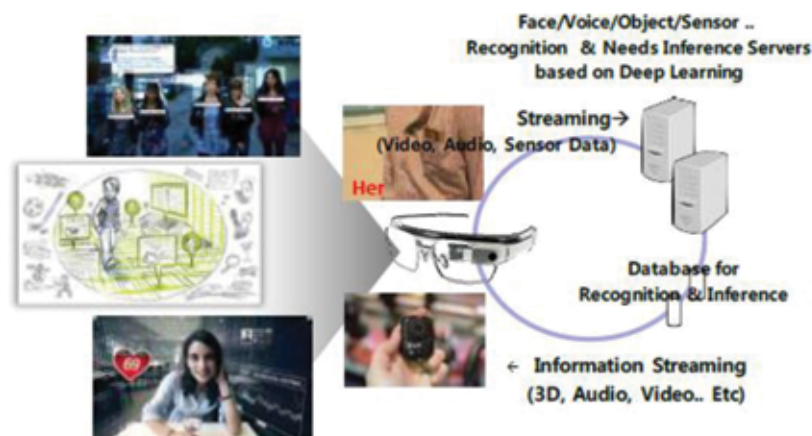 Face/Voice/Object/Sensor ..
Recognition & Needs Inference Servers
based on Deep Learning
Streaming→
(Video, Audio, Sensor Data)
Her
69
Database for
Recognition & Inference
← Information Streaming
(3D, Audio, Video.. Etc)